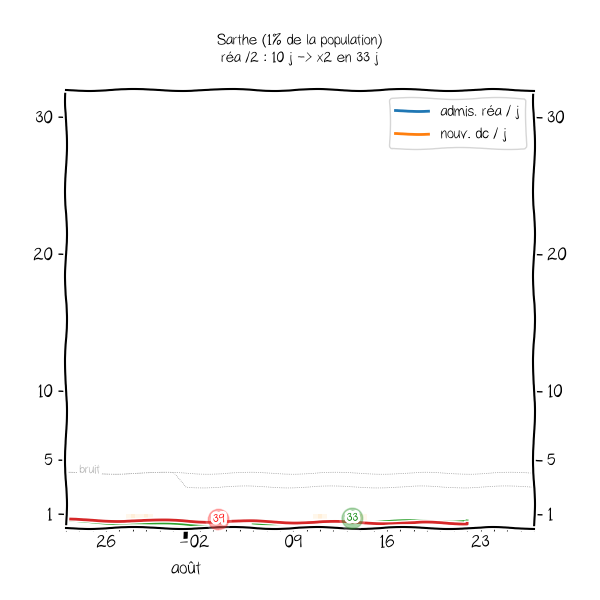 Sarthe (1% de la population)
réa /2 : 10 j -> x2 en 33 j
admis. réa / j
nouv. dc / j
30
30
20
20
10
10
5
5
bruit
1
39
33
1
26
02
09
16
23
août